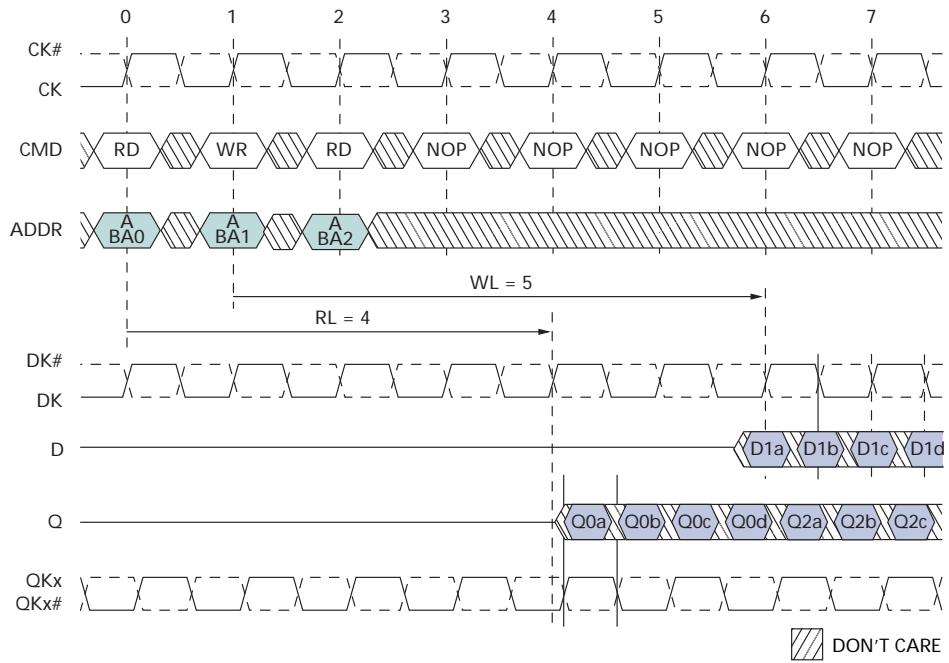 0 1 2 3 4 5 6 7
CK#
CK
CMD RD WR RD NOP NOP NOP NOP NOP
ADDR
A
BA0
A
BA1
A
BA2
WL = 5
RL = 4
DK#
DK
D D1a D1b D1c D1d
Q Q0a Q0b Q0c Q0d Q2a Q2b Q2c
QKx
QKx#
DON'T CARE